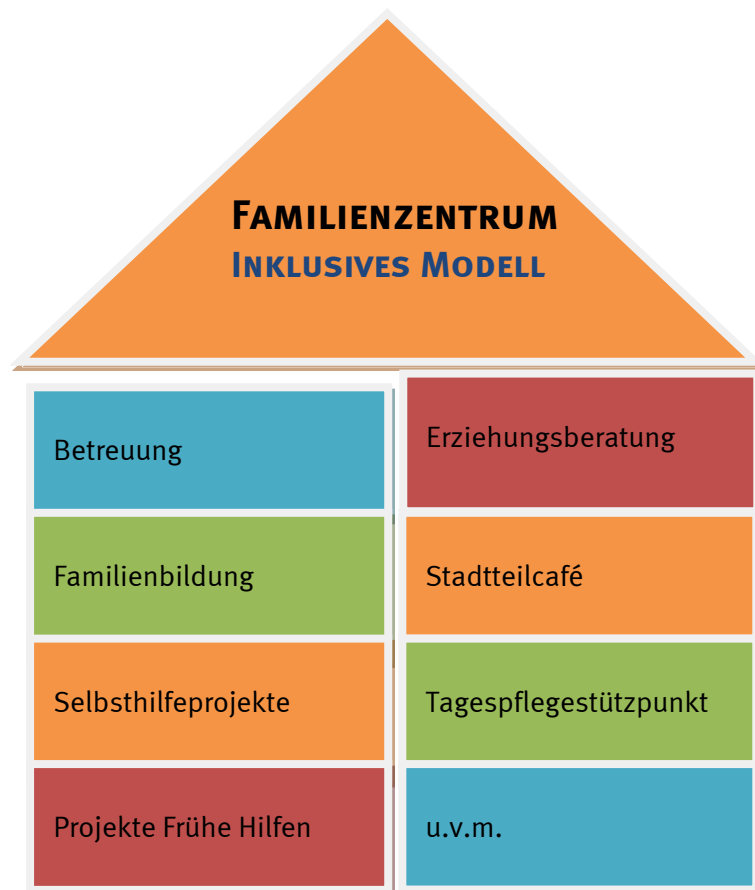 FAMILIENZENTRUM
INKLUSIVES MODELL
Betreuung
Erziehungsberatung
Familienbildung
Stadtteilcafé
Selbsthilfeprojekte
Tagespflegestützpunkt
Projekte Frühe Hilfen
u.v.m.